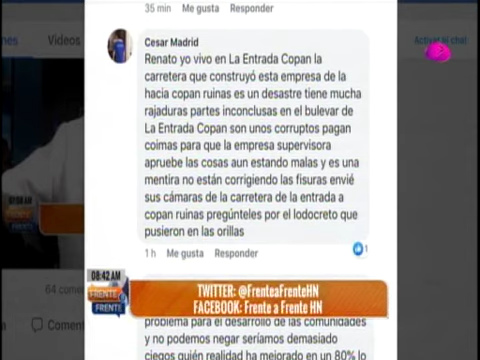 35 min Me gusta Responder
Videos
Activar el chat
Cesar Madrid
Renato yo vivo en La Entrada Copan la
carretera que construyó esta empresa de la
hacia copan ruinas es un desastre tiene mucha
rajaduras partes inconclusas en el bulevar de
La Entrada Copan son unos corruptos pagan
coimas para que la empresa supervisora
apruebe las cosas aun estando malas y es una
mentira no están corrigiendo las fisuras envié
sus cámaras de la carretera de la entrada a
copan ruinas pregúnteles por el lodocreto que
pusieron en las orillas
1 h Me gusta Responder
1
64
08:42 AM
FRENTE a
FRENTE
TWITTER: @FrenteaFrenteHN
FACEBOOK: Frente a Frente HN
problema para el desarrollo de las comunidades
y no podemos negar seríamos demasiado
ciegos quién realidad ha mejorado en un 80% lo